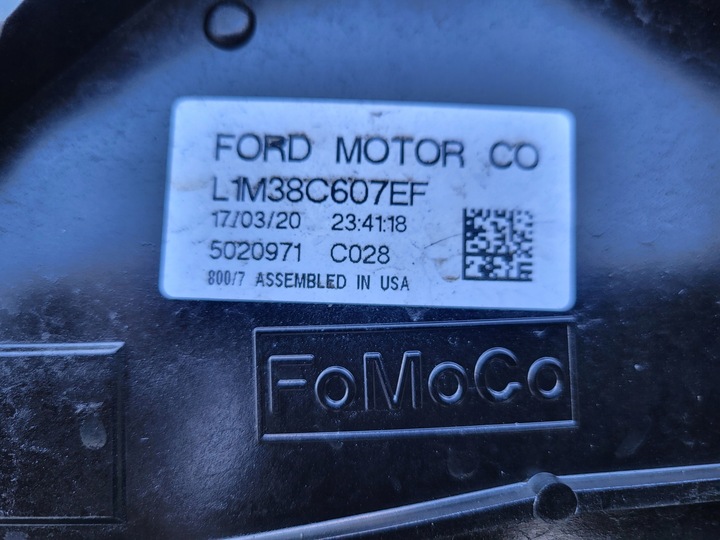 FORD MOTOR CO
L1M38C607EF
17/03/20 23:41:18
5020971 C028
800/7 ASSEMBLED IN USA
FoMoCo